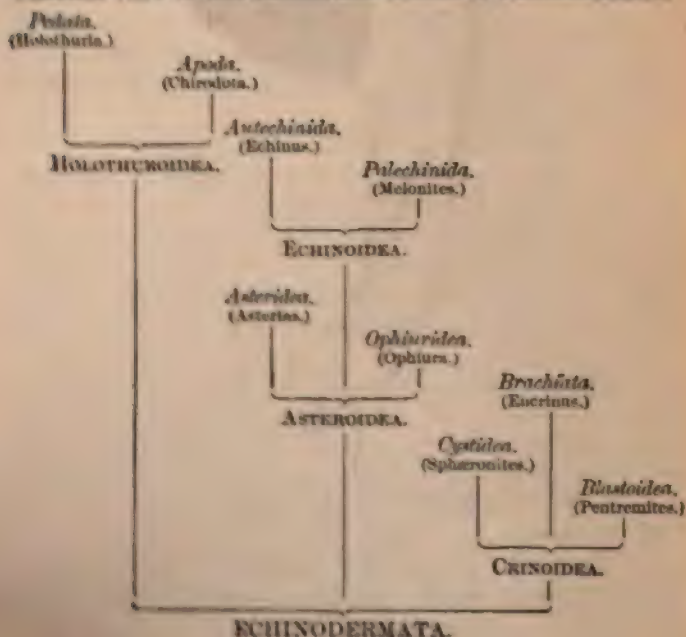 Pedata.
(Holothuria.)
Apoda.
(Chirodota.)
HOLOTHUROIDEA.
Autechinida.
(Echinus.)
Palechinida.
(Melonites.)
ECHINOIDEA.
Asteridea.
(Asterias.)
Ophiuridea.
(Ophiura.)
ASTEROIDEA.
Brachiata.
(Encrinus.)
Cystidea.
(Sphæronites.)
Blastoidea.
(Pentremites.)
CRINOIDEA.
ECHINODERMATA.